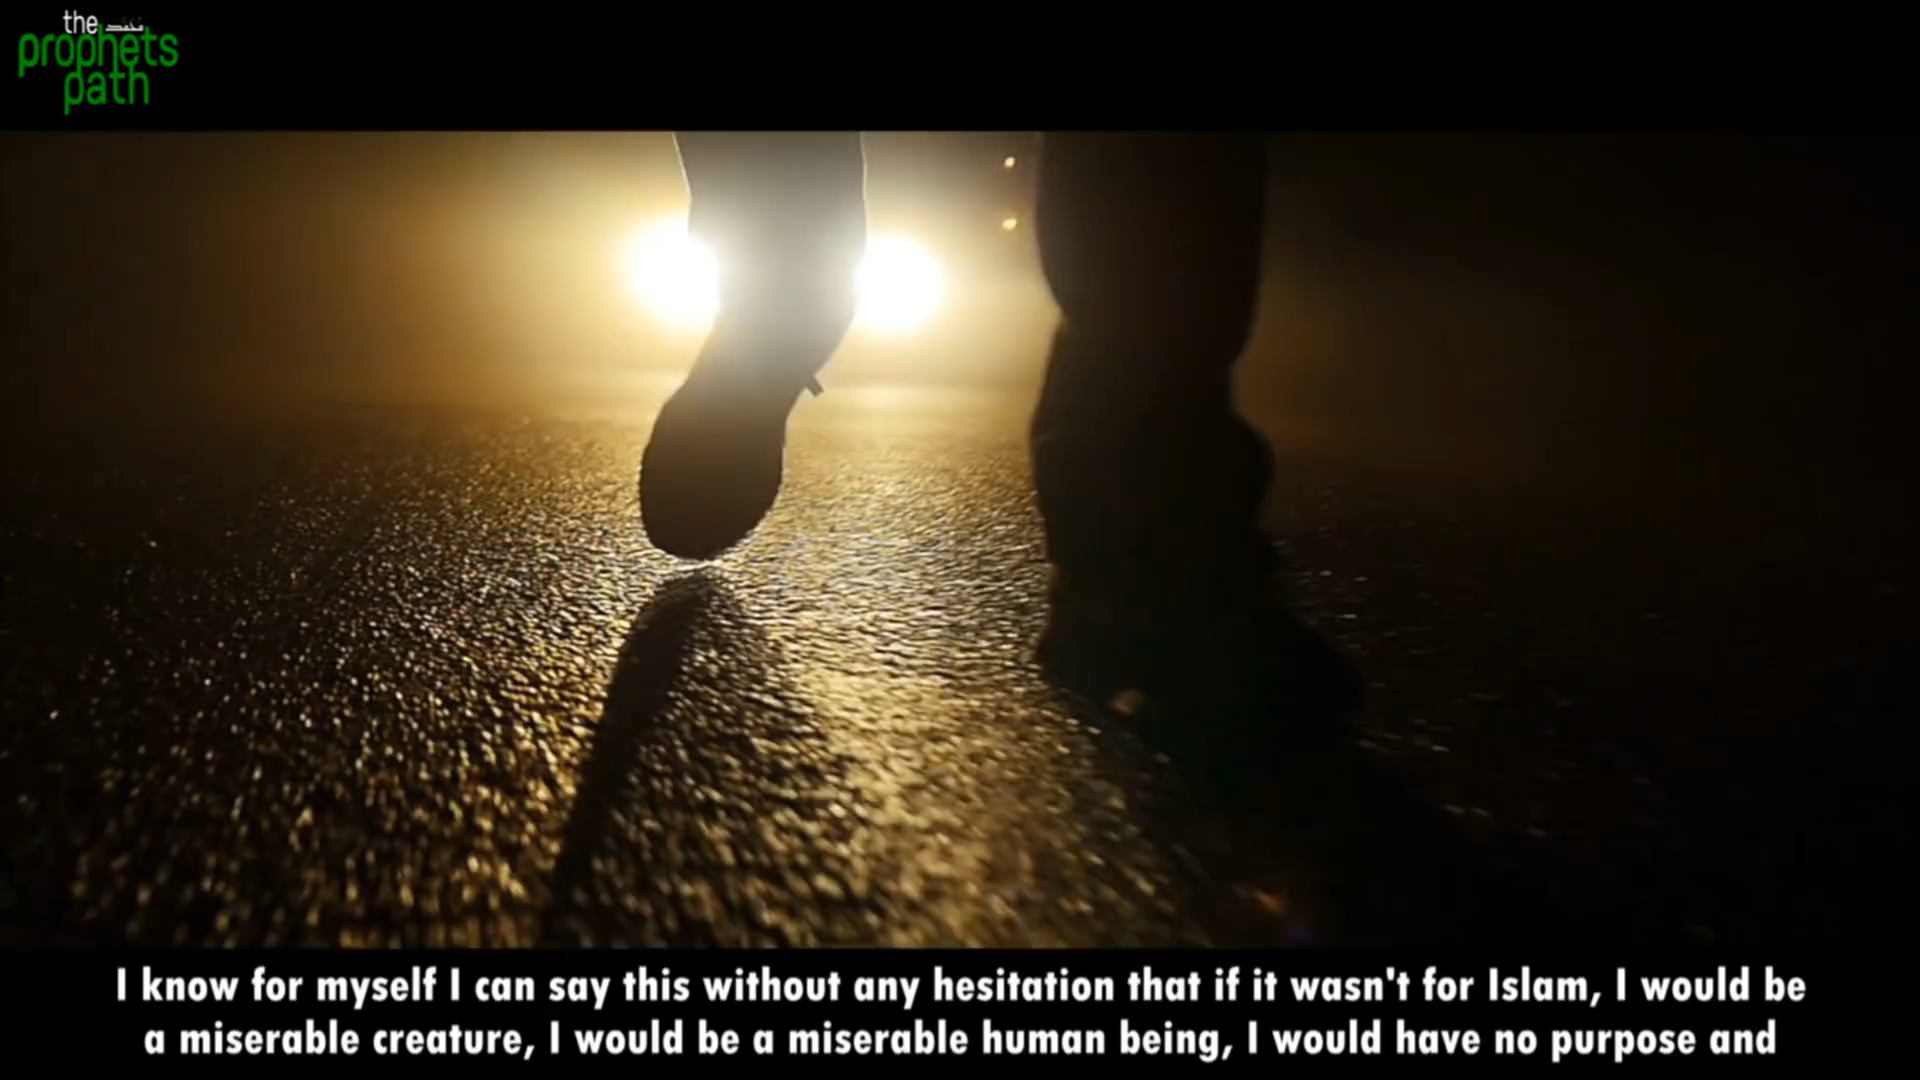 the محمد
prophets
path
I know for myself I can say this without any hesitation that if it wasn't for Islam, I would be
a miserable creature, I would be a miserable human being, I would have no purpose and